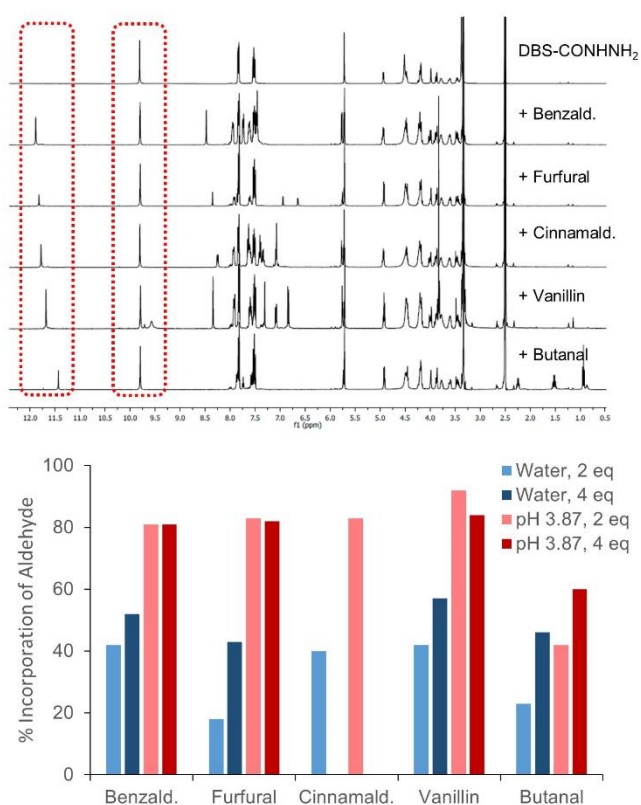 DBS-CONHNH₂
+ Benzald.
+ Furfural
+ Cinnamald.
+ Vanillin
+ Butanal
12.0 11.5 11.0 10.5 10.0 9.5 9.0 8.5 8.0 7.5 7.0 6.5 6.0 5.5 5.0 4.5 4.0 3.5 3.0 2.5 2.0 1.5 1.0 0.5
f1 (ppm)
% Incorporation of Aldehyde
100
80
60
40
20
0
Water, 2 eq
Water, 4 eq
pH 3.87, 2 eq
pH 3.87, 4 eq
Benzald. Furfural Cinnamald. Vanillin Butanal